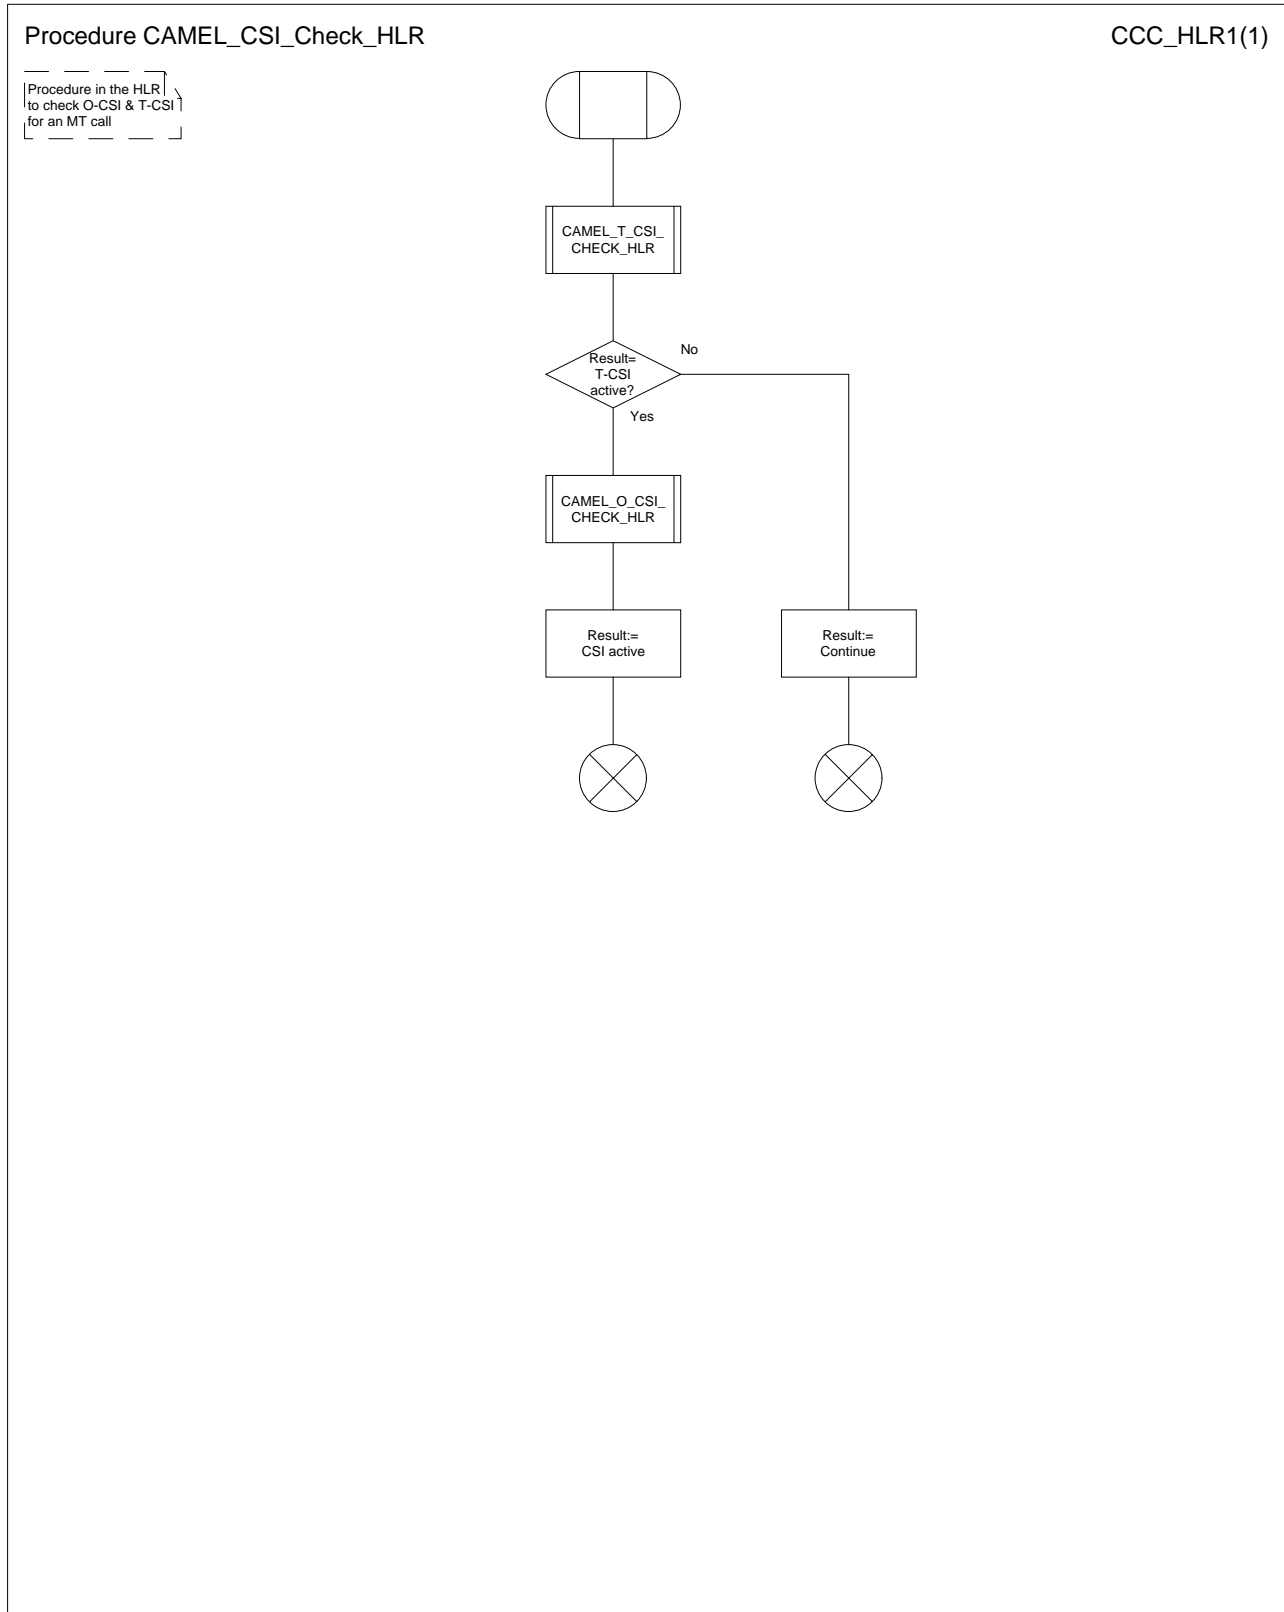 Procedure CAMEL_CSI_Check_HLR
CCC_HLR1(1)
Procedure in the HLR
to check O-CSI & T-CSI
for an MT call
CAMEL_T_CSI_
CHECK_HLR
Result=
T-CSI
active?
No
Yes
CAMEL_O_CSI_
CHECK_HLR
Result:=
CSI active
Result:=
Continue